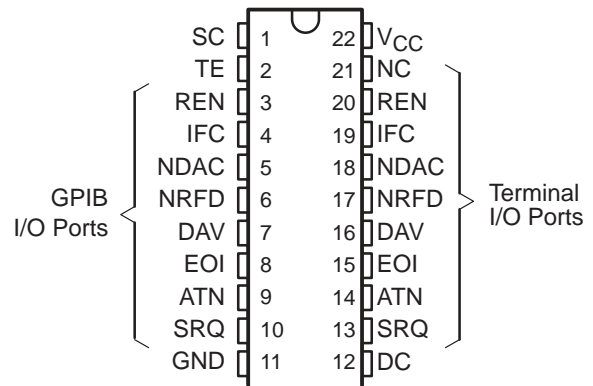 SC 1 22 VCC
TE 2 21 NC
REN 3 20 REN
IFC 4 19 IFC
NDAC 5 18 NDAC
NRFD 6 17 NRFD
DAV 7 16 DAV
EOI 8 15 EOI
ATN 9 14 ATN
SRQ 10 13 SRQ
GND 11 12 DC
GPIB
I/O Ports
Terminal
I/O Ports